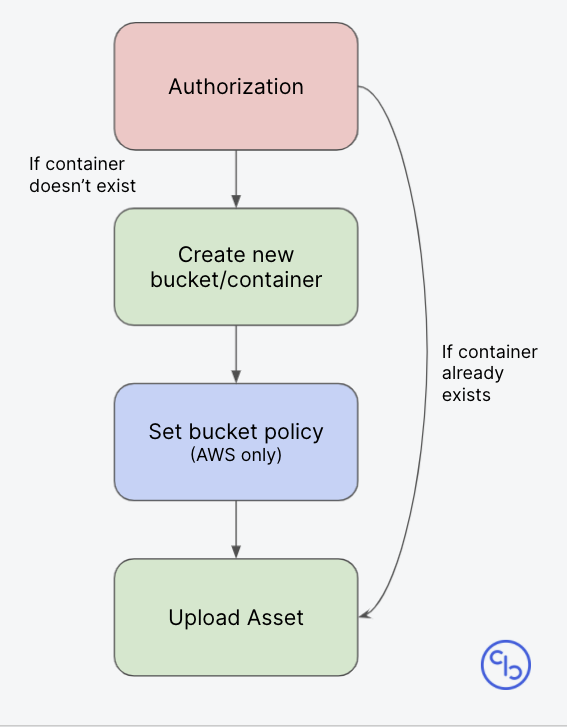 Authorization
If container
doesn’t exist
Create new
bucket/container
If container
already
exists
Set bucket policy
(AWS only)
Upload Asset